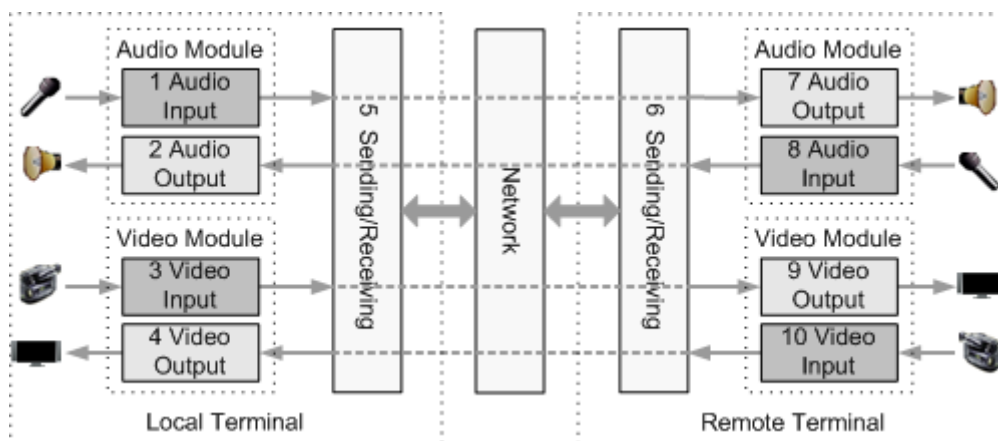 Audio Module
1 Audio
Input
2 Audio
Output
Video Module
3 Video
Input
4 Video
Output
5 Sending/Receiving
Local Terminal
Network
6 Sending/Receiving
Audio Module
7 Audio
Output
8 Audio
Input
Video Module
9 Video
Output
10 Video
Input
Remote Terminal